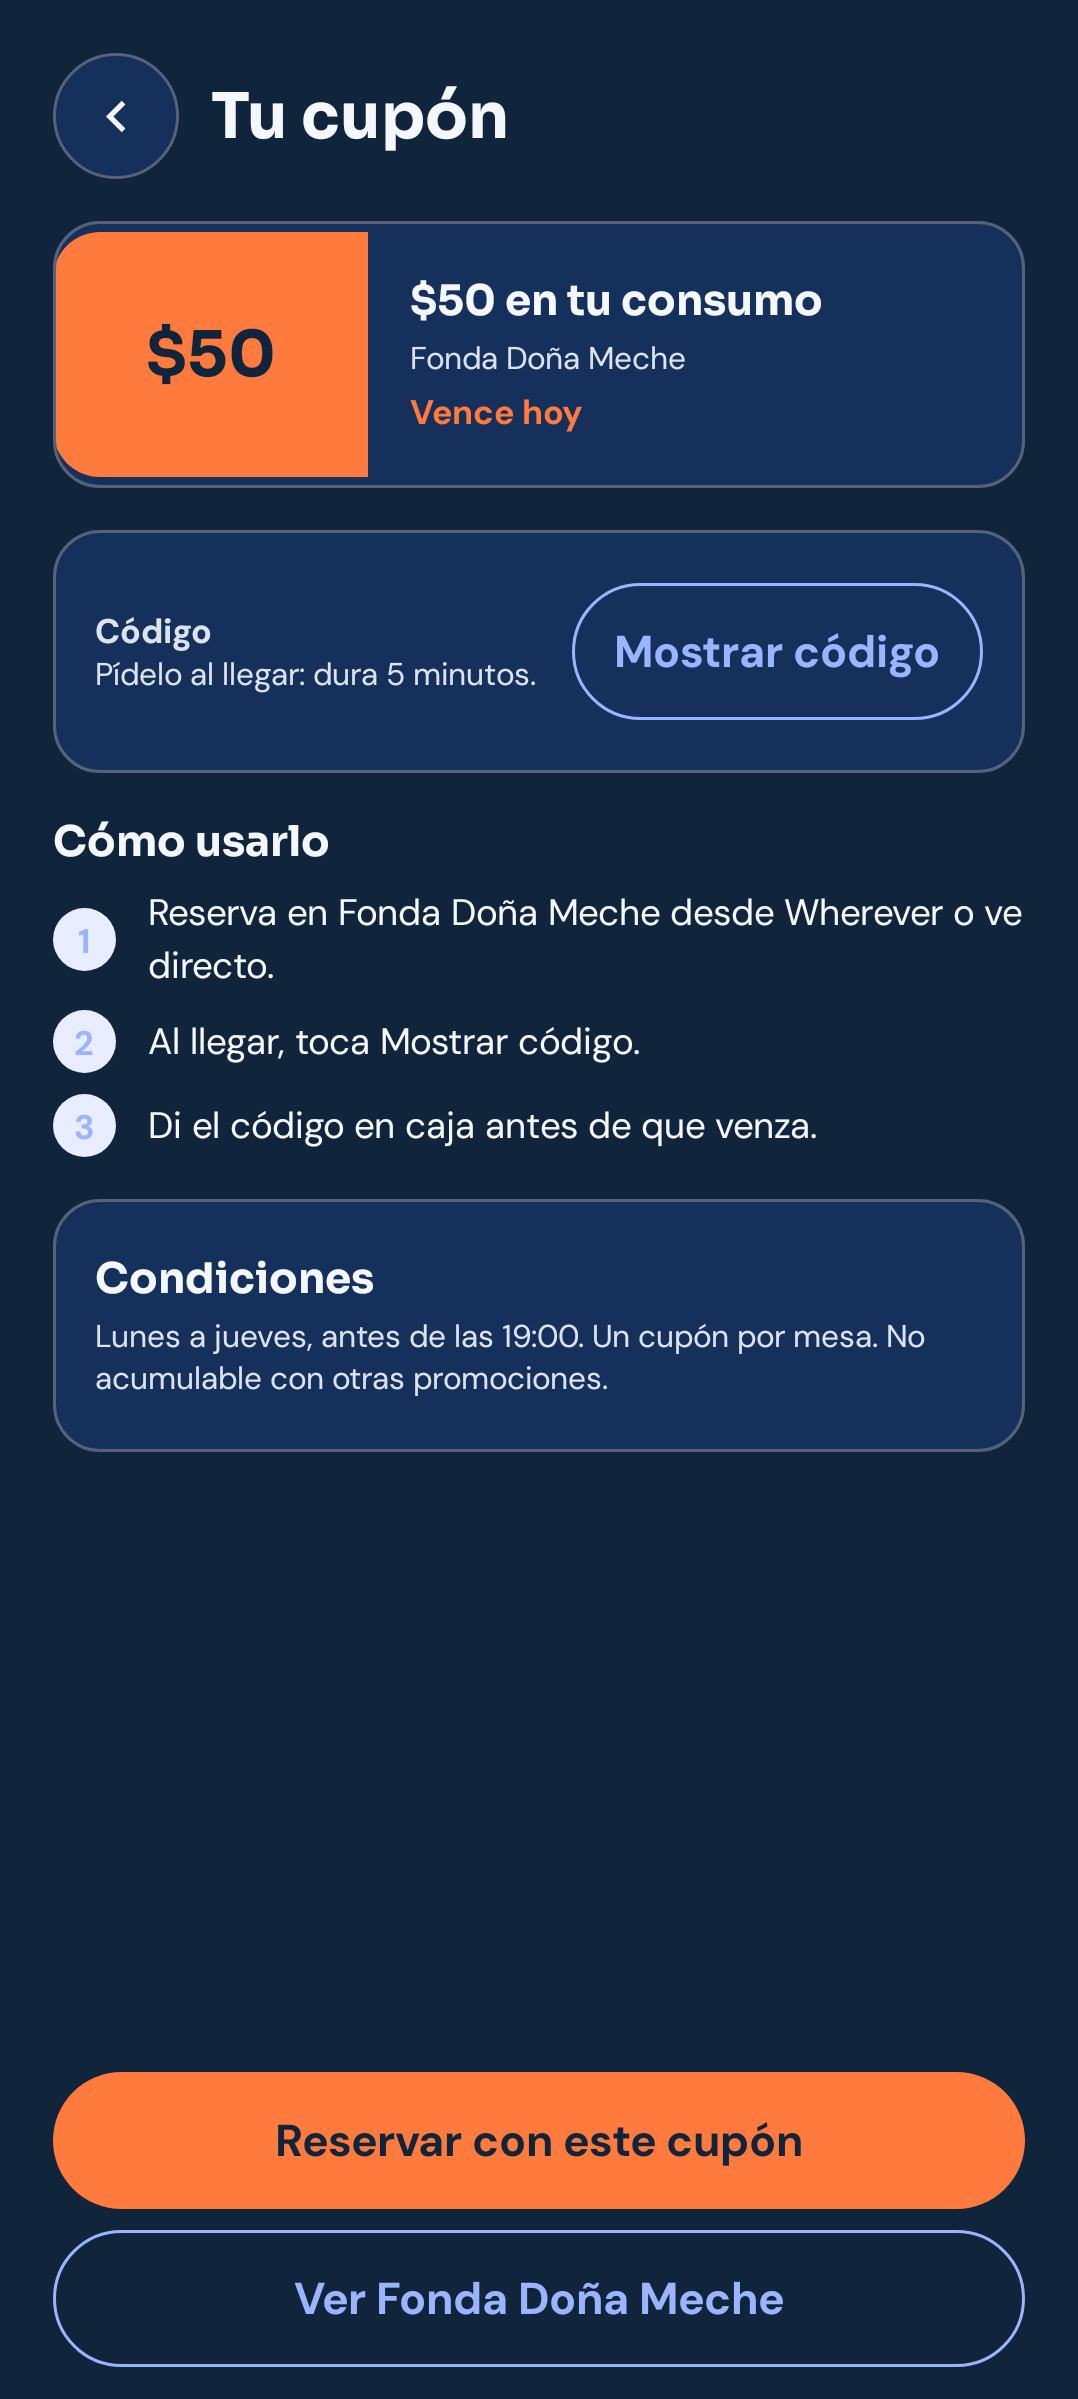 Tu cupón
$50
$50 en tu consumo
Fonda Doña Meche
Vence hoy
Código
Pídelo al llegar: dura 5 minutos.
Mostrar código
Cómo usarlo
1
Reserva en Fonda Doña Meche desde Wherever o ve
directo.
2
Al llegar, toca Mostrar código.
3
Di el código en caja antes de que venza.
Condiciones
Lunes a jueves, antes de las 19:00. Un cupón por mesa. No
acumulable con otras promociones.
Reservar con este cupón
Ver Fonda Doña Meche